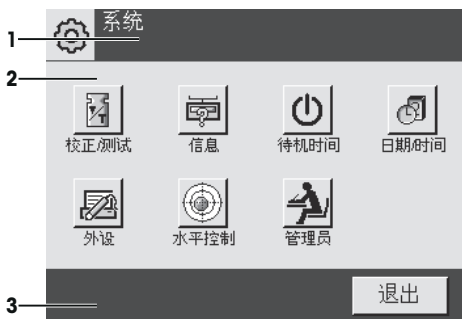 系统
1
2
校正/测试 信息 待机时间 日期/时间
外设 水平控制 管理员
3
退出